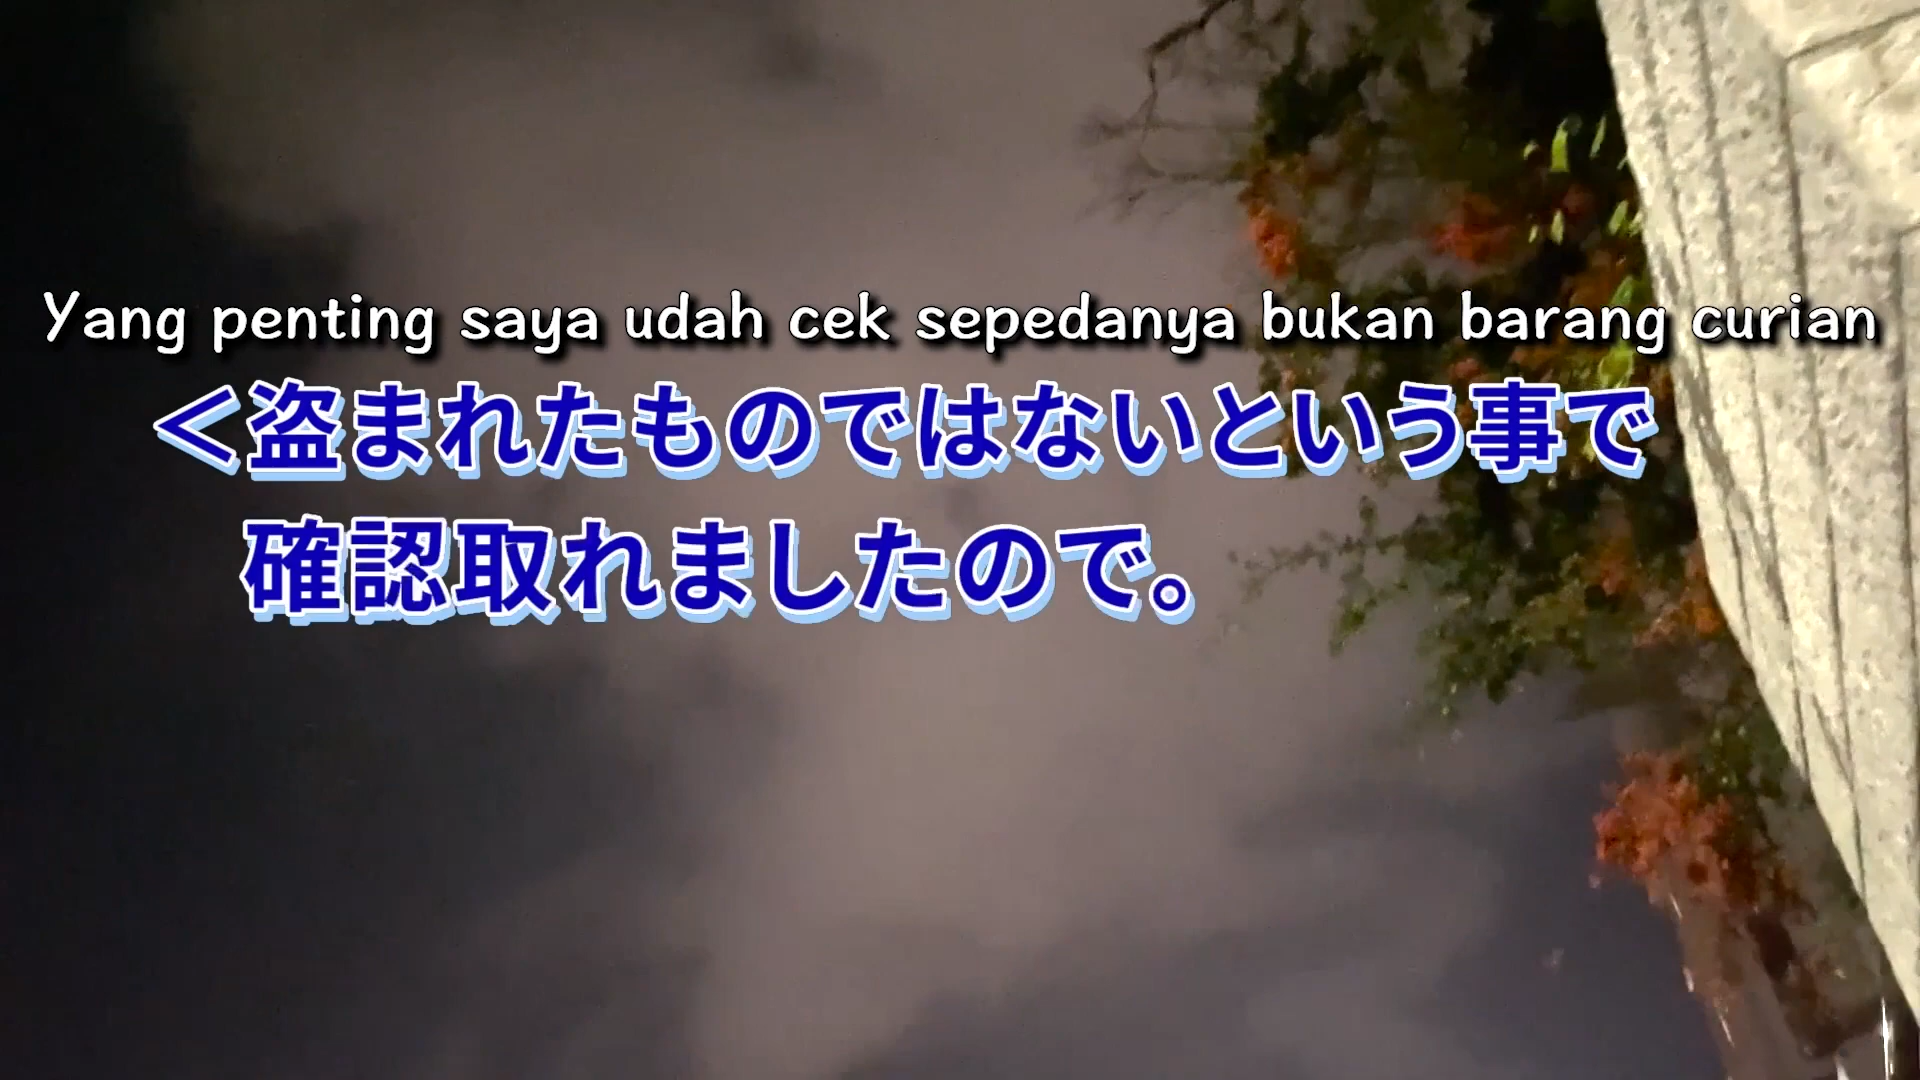 Yang penting saya udah cek sepedanya bukan barang curian
＜盗まれたものではないという事で
確認取れましたので。